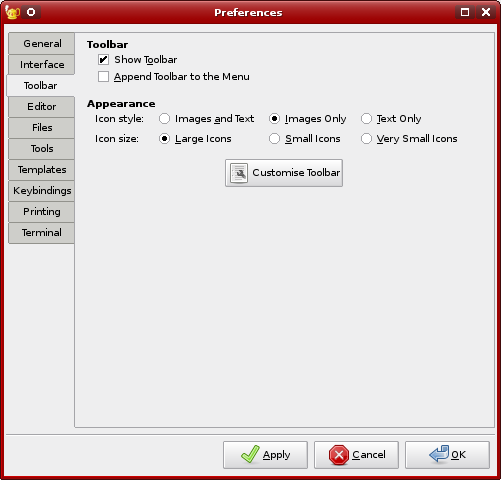 Preferences
General
Interface
Toolbar
Editor
Files
Tools
Templates
Keybindings
Printing
Terminal
Toolbar
Show Toolbar
Append Toolbar to the Menu
Appearance
Icon style: Images and Text Images Only Text Only
Icon size: Large Icons Small Icons Very Small Icons
Customise Toolbar
Apply Cancel OK